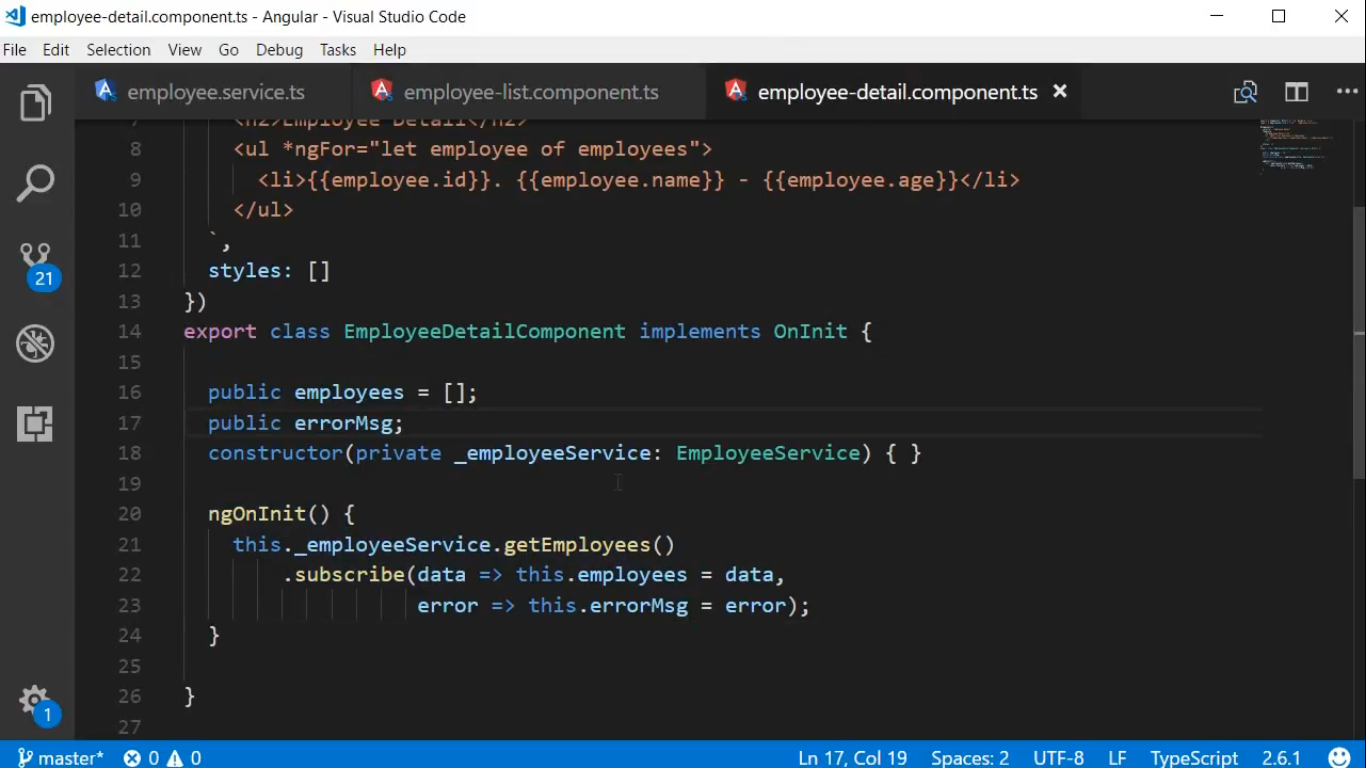 employee-detail.component.ts - Angular - Visual Studio Code
File Edit Selection View Go Debug Tasks Help
employee.service.ts employee-list.component.ts employee-detail.component.ts
7 <h2>Employee Detail</h2>
8 <ul *ngFor="let employee of employees">
9 <li>{{employee.id}}. {{employee.name}} - {{employee.age}}</li>
10 </ul>
11 `,
12 styles: []
13 })
14 export class EmployeeDetailComponent implements OnInit {
15
16 public employees = [];
17 public errorMsg;
18 constructor(private _employeeService: EmployeeService) { }
19
20 ngOnInit() {
21 this._employeeService.getEmployees()
22 .subscribe(data => this.employees = data,
23 error => this.errorMsg = error);
24 }
25
26 }
27
21
1
master* 0 0 Ln 17, Col 19 Spaces: 2 UTF-8 LF TypeScript 2.6.1